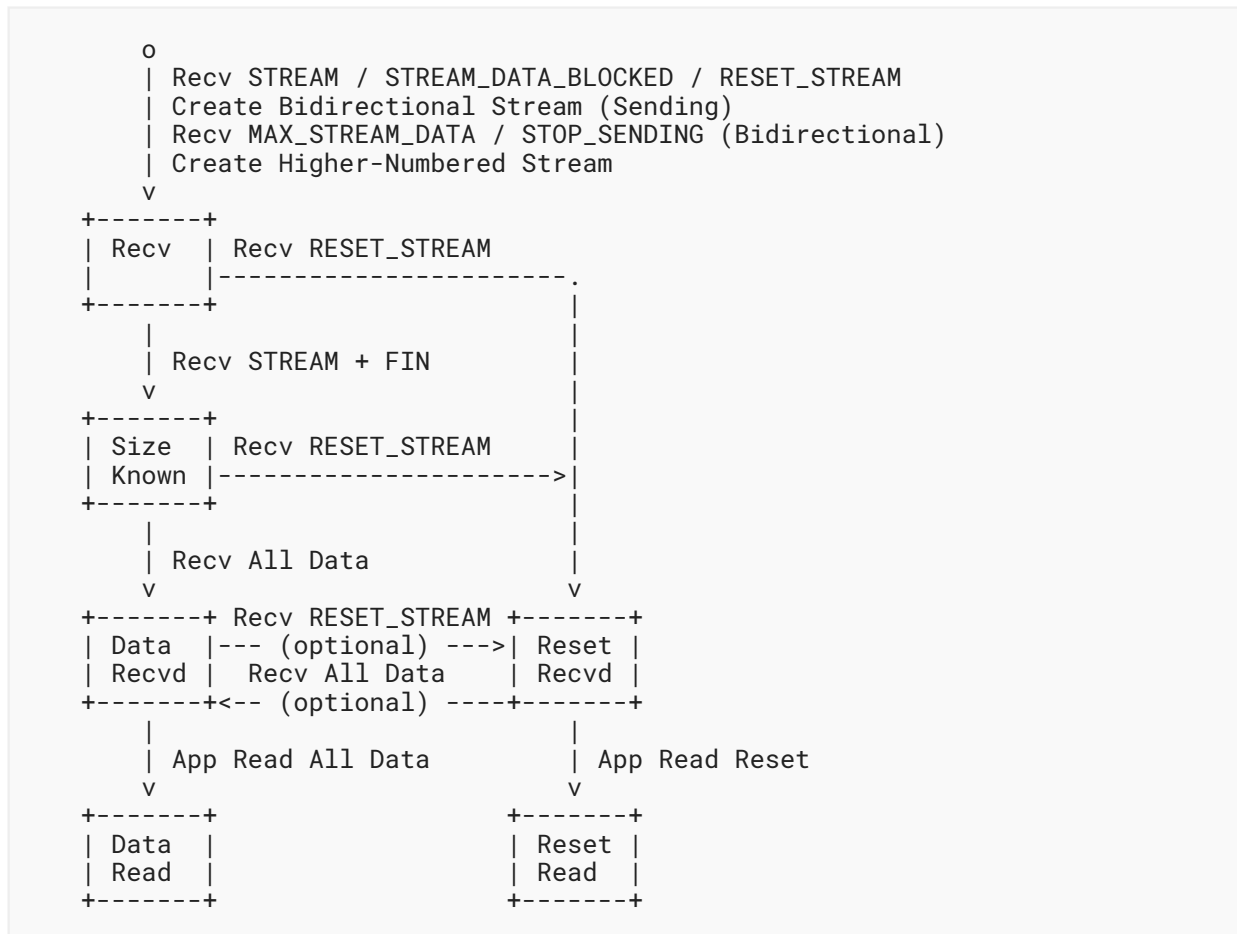 o
| Recv STREAM / STREAM_DATA_BLOCKED / RESET_STREAM
| Create Bidirectional Stream (Sending)
| Recv MAX_STREAM_DATA / STOP_SENDING (Bidirectional)
| Create Higher-Numbered Stream
v
+-------+
| Recv  | Recv RESET_STREAM
|       |-----------------------.
+-------+                       |
    |                           |
    | Recv STREAM + FIN         |
    v                           |
+-------+                       |
| Size  | Recv RESET_STREAM     |
| Known |---------------------->|
+-------+                       |
    |                           |
    | Recv All Data             |
    v                           v
+-------+ Recv RESET_STREAM +-------+
| Data  |--- (optional) --->| Reset |
| Recvd |  Recv All Data    | Recvd |
+-------+<-- (optional) ----+-------+
    |                           |
    | App Read All Data         | App Read Reset
    v                           v
+-------+                   +-------+
| Data  |                   | Reset |
| Read  |                   | Read  |
+-------+                   +-------+